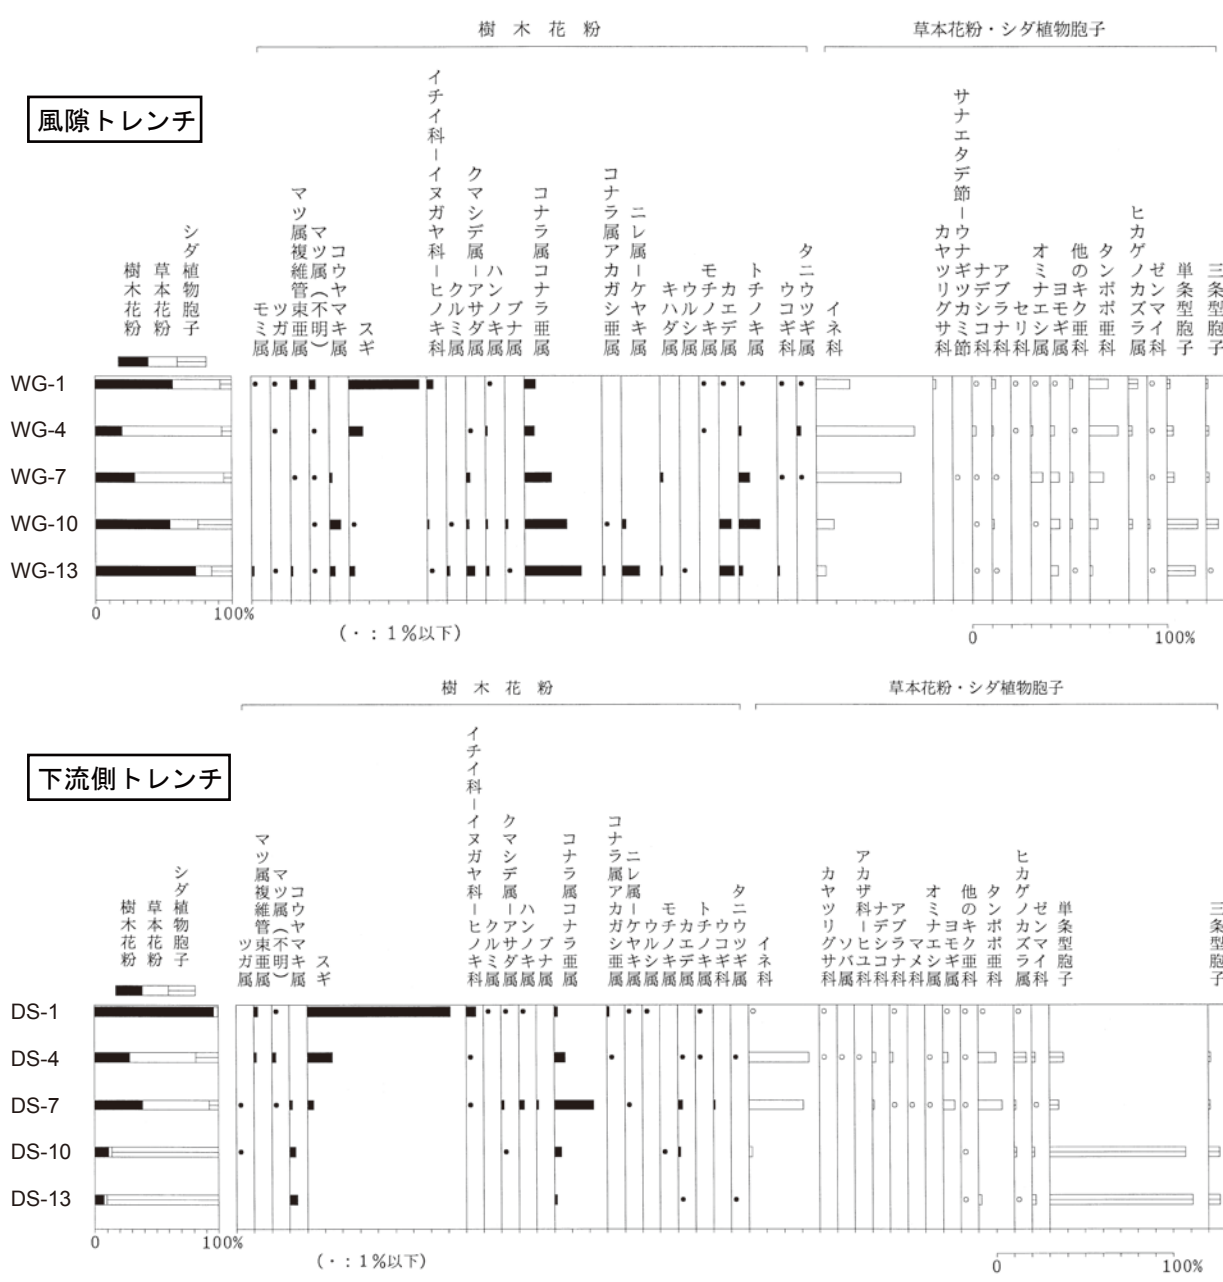 樹木花粉
草本花粉・シダ植物胞子
風隙トレンチ
樹木花粉
草本花粉
シダ植物胞子
モミ属
ツガ属
マツ属複維管束亜属
マツ属（不明）
コウヤマキ属
スギ
イチイ科－イヌガヤ科－ヒノキ科
クルミ属
クマシデ属－アサダ属
ハンノキ属
ブナ属
コナラ属コナラ亜属
コナラ属アカガシ亜属
ニレ属－ケヤキ属
キハダ属
ウルシ属
モチノキ属
カエデ属
トチノキ属
ウコギ科
タニウツギ属
イネ科
カヤツリグサ科
サナエタデ節－ウナギツカミ節
ナデシコ科
アブラナ科
セリ科
オミナエシ属
ヨモギ属
他のキク亜科
タンポポ亜科
ヒカゲノカズラ属
ゼンマイ科
単条型胞子
三条型胞子
WG-1
WG-4
WG-7
WG-10
WG-13
0 100%
（・：1％以下）
0 100%
樹木花粉
草本花粉・シダ植物胞子
下流側トレンチ
樹木花粉
草本花粉
シダ植物胞子
ツガ属
マツ属複維管束亜属
マツ属（不明）
コウヤマキ属
スギ
イチイ科－イヌガヤ科－ヒノキ科
クルミ属
クマシデ属－アサダ属
ハンノキ属
ブナ属
コナラ属コナラ亜属
コナラ属アカガシ亜属
ニレ属－ケヤキ属
ウルシ属
モチノキ属
カエデ属
トチノキ属
ウコギ科
タニウツギ属
イネ科
カヤツリグサ科
ソバ属
アカザ科－ヒユ科
ナデシコ科
アブラナ科
マメ科
オミナエシ属
ヨモギ属
他のキク亜科
タンポポ亜科
ヒカゲノカズラ属
ゼンマイ科
単条型胞子
三条型胞子
DS-1
DS-4
DS-7
DS-10
DS-13
0 100%
（・：1％以下）
0 100%